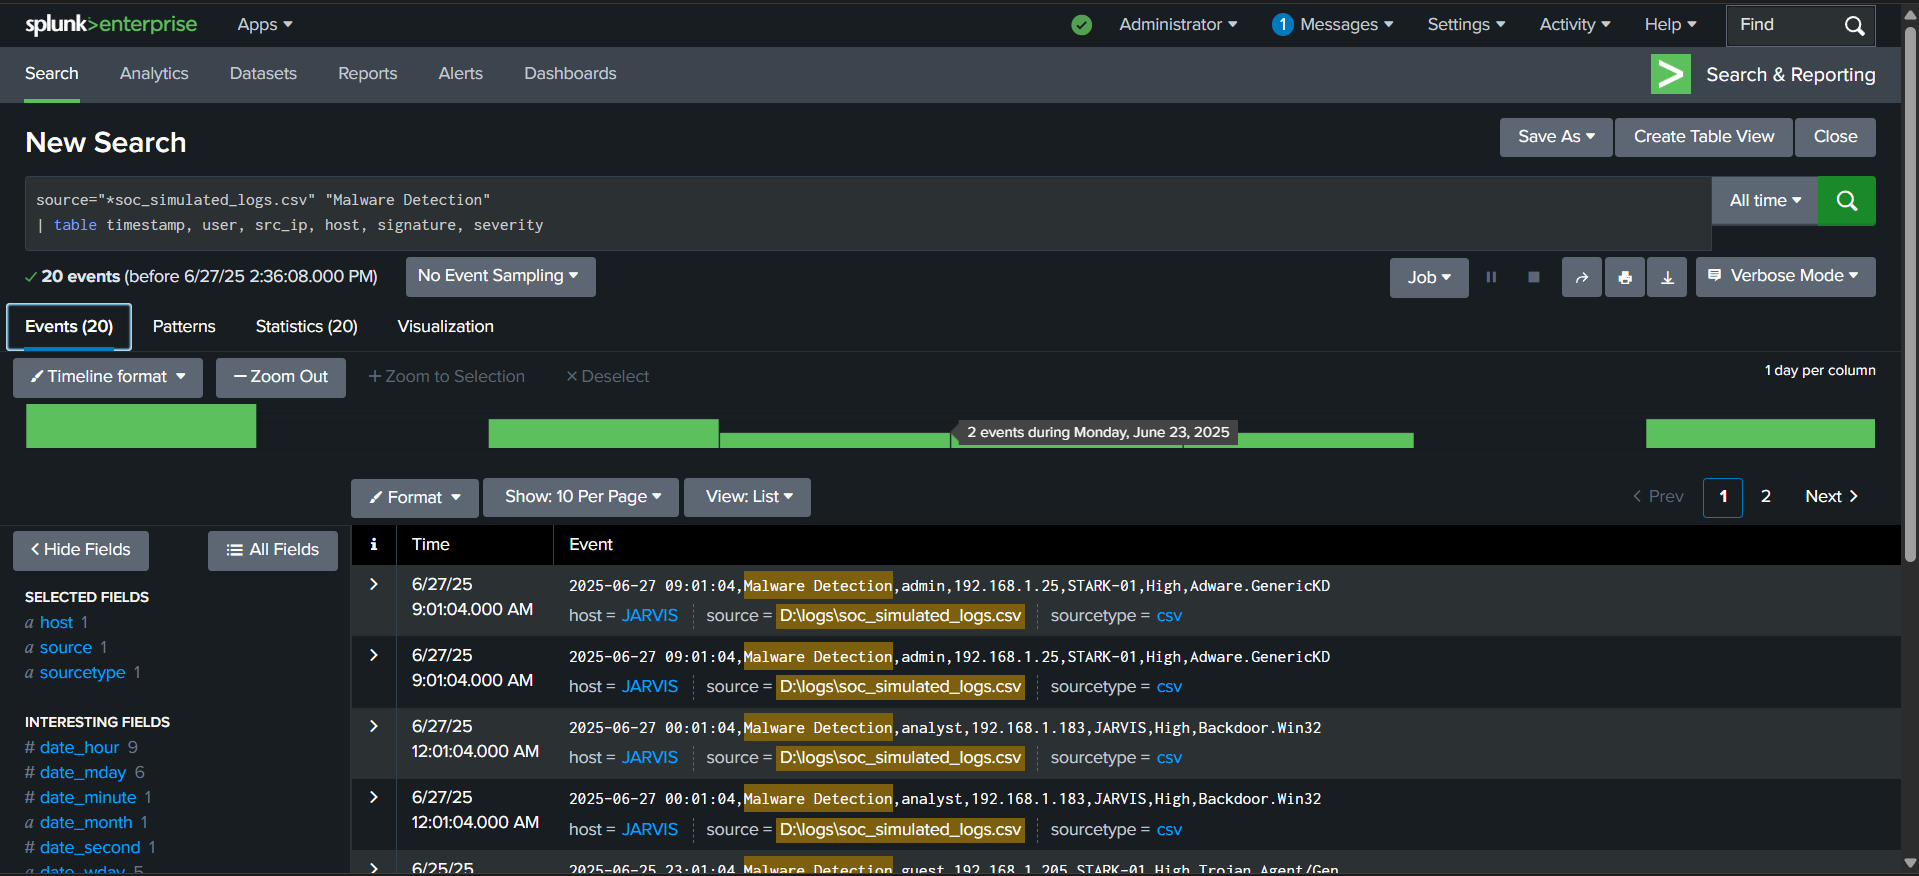 splunk>enterprise Apps Administrator 1 Messages Settings Activity Help Find
Search Analytics Datasets Reports Alerts Dashboards Search & Reporting
New Search Save As Create Table View Close
source="*soc_simulated_logs.csv" "Malware Detection"
| table timestamp, user, src_ip, host, signature, severity
All time
20 events (before 6/27/25 2:36:08.000 PM) No Event Sampling Job Verbose Mode
Events (20) Patterns Statistics (20) Visualization
Timeline format — Zoom Out + Zoom to Selection × Deselect 1 day per column
2 events during Monday, June 23, 2025
Format Show: 10 Per Page View: List < Prev 1 2 Next >
< Hide Fields All Fields
i Time Event
SELECTED FIELDS
a host 1
a source 1
a sourcetype 1
INTERESTING FIELDS
# date_hour 9
# date_mday 6
# date_minute 1
a date_month 1
# date_second 1
a date_wday 5
> 6/27/25 2025-06-27 09:01:04,Malware Detection,admin,192.168.1.25,STARK-01,High,Adware.GenericKD
9:01:04.000 AM host = JARVIS source = D:\logs\soc_simulated_logs.csv sourcetype = csv
> 6/27/25 2025-06-27 09:01:04,Malware Detection,admin,192.168.1.25,STARK-01,High,Adware.GenericKD
9:01:04.000 AM host = JARVIS source = D:\logs\soc_simulated_logs.csv sourcetype = csv
> 6/27/25 2025-06-27 00:01:04,Malware Detection,analyst,192.168.1.183,JARVIS,High,Backdoor.Win32
12:01:04.000 AM host = JARVIS source = D:\logs\soc_simulated_logs.csv sourcetype = csv
> 6/27/25 2025-06-27 00:01:04,Malware Detection,analyst,192.168.1.183,JARVIS,High,Backdoor.Win32
12:01:04.000 AM host = JARVIS source = D:\logs\soc_simulated_logs.csv sourcetype = csv
> 6/25/25 2025-06-25 23:01:04,Malware Detection,guest,192.168.1.205,STARK-01,High,Trojan.Agent/Gen